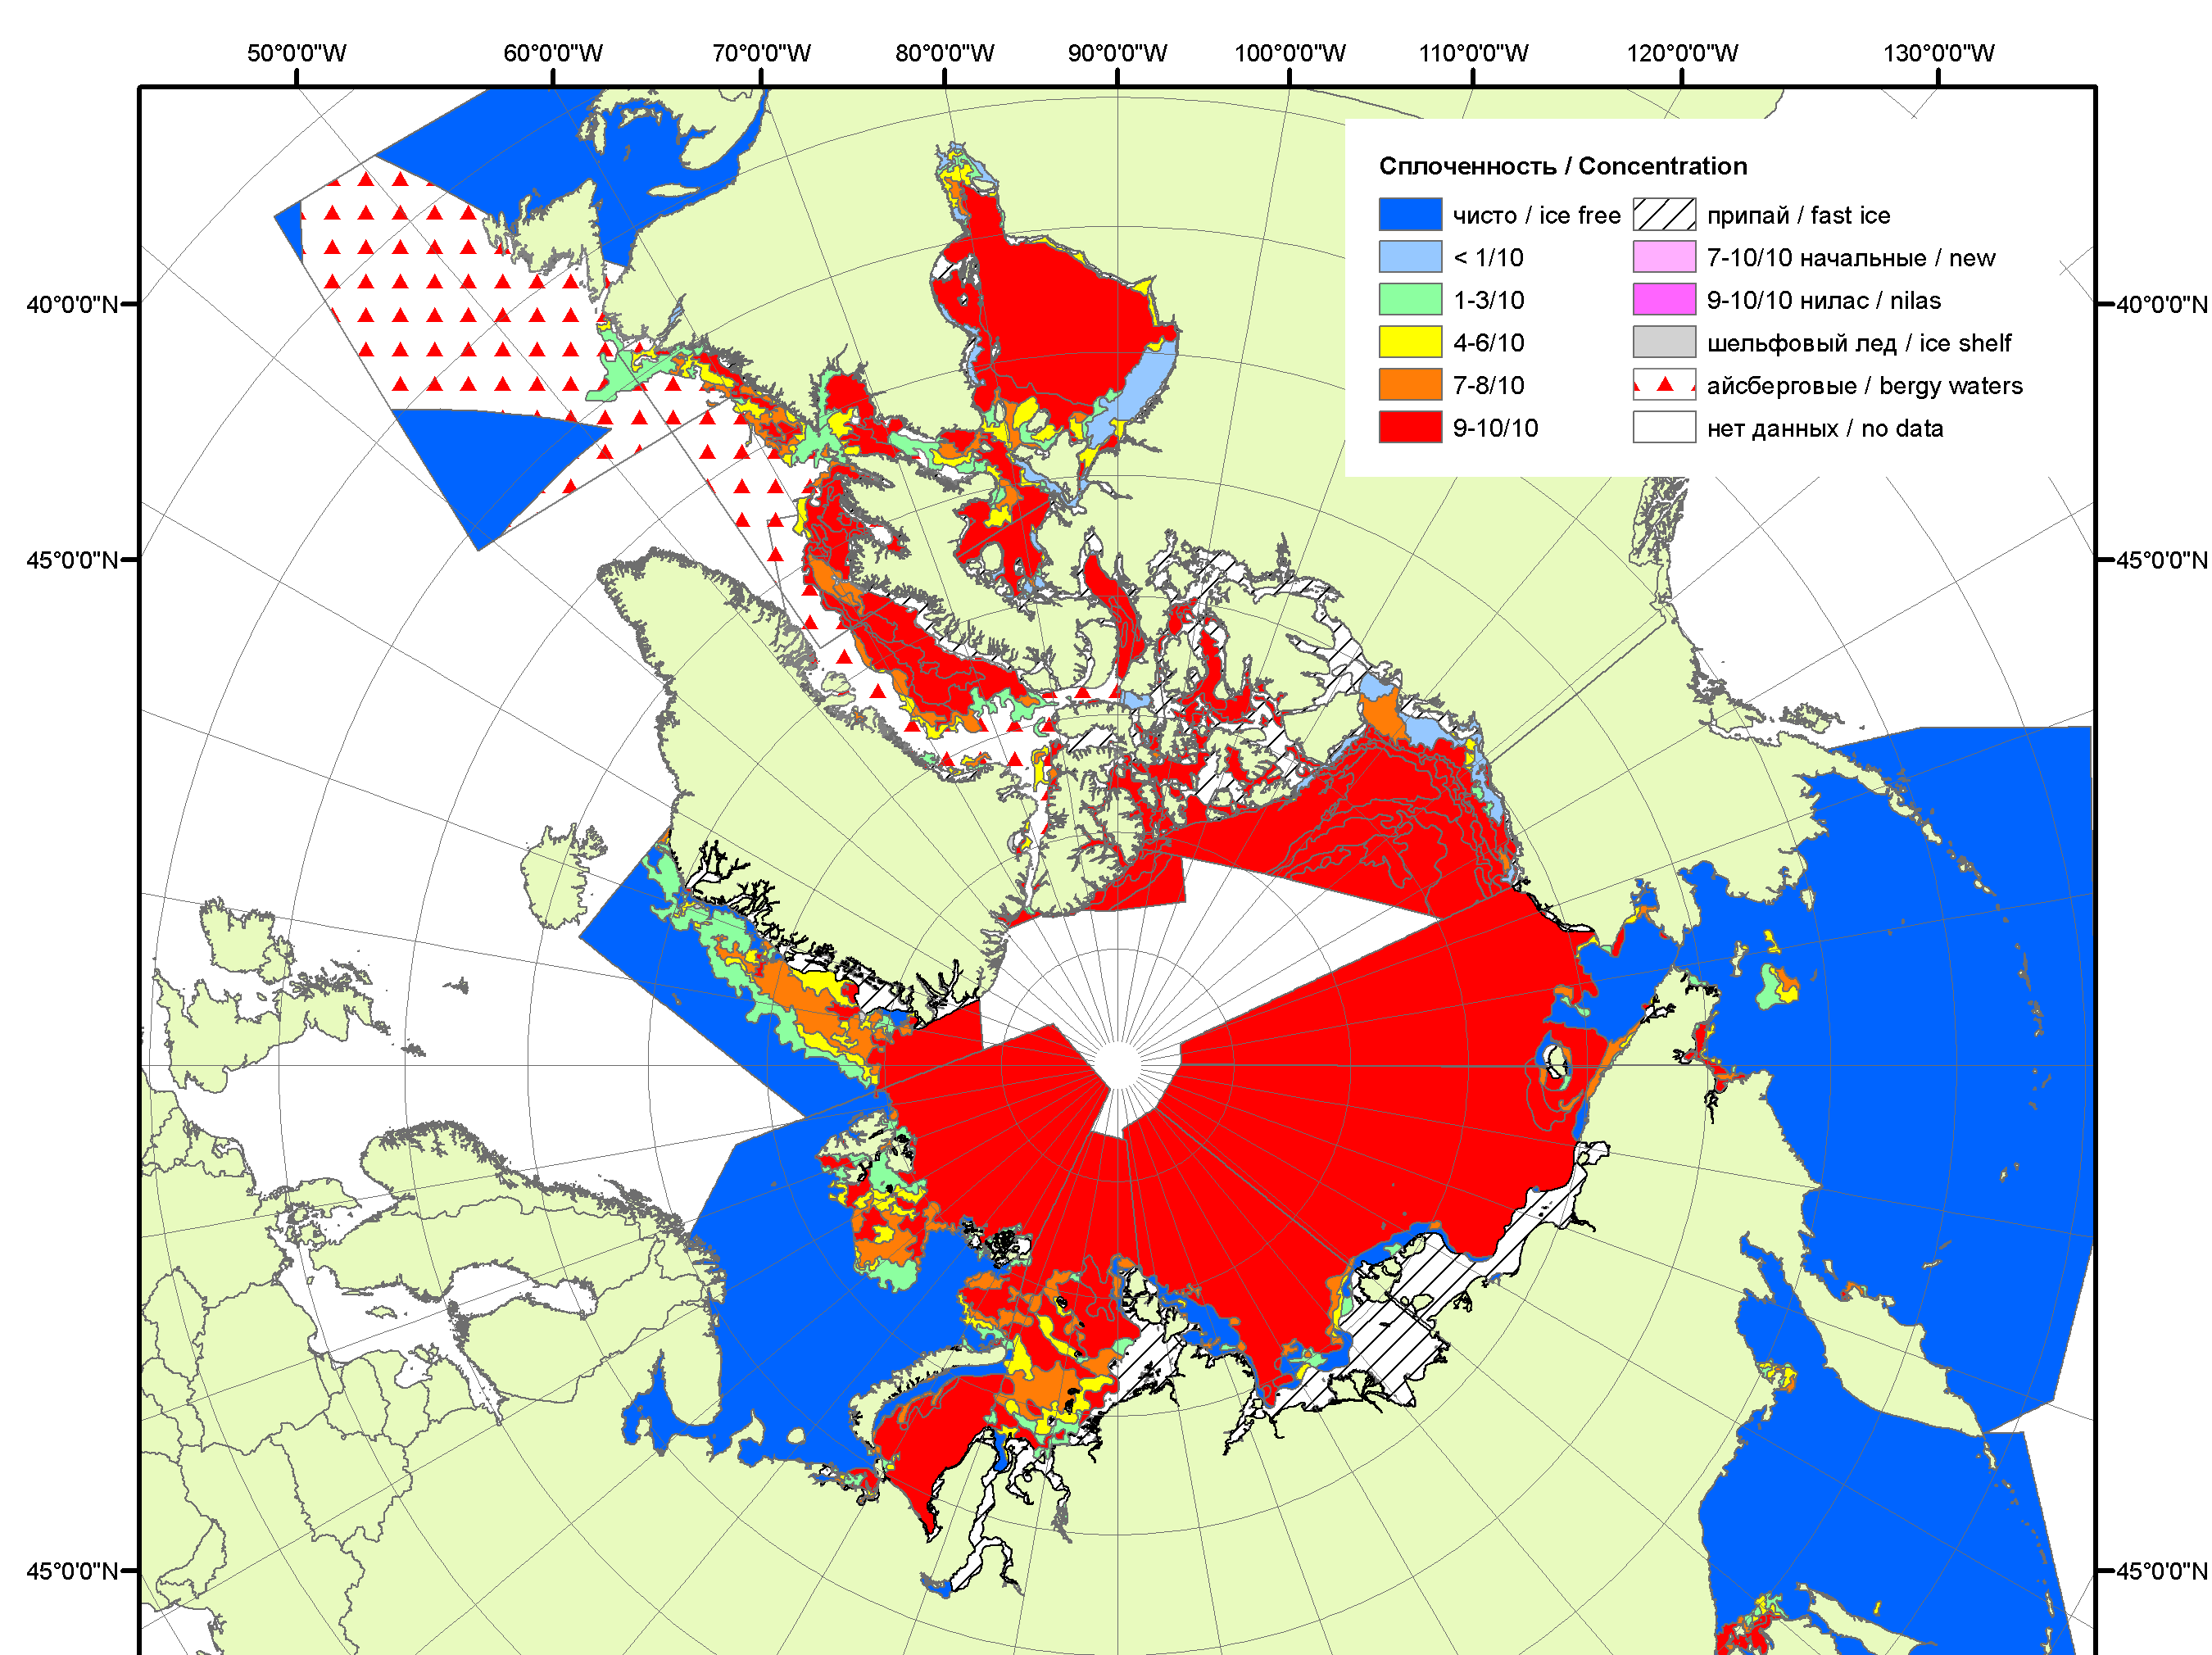 50°0'0"W 60°0'0"W 70°0'0"W 80°0'0"W 90°0'0"W 100°0'0"W 110°0'0"W 120°0'0"W 130°0'0"W
Сплоченность / Concentration
чисто / ice free припай / fast ice
< 1/10 7-10/10 начальные / new
1-3/10 9-10/10 нилас / nilas
4-6/10 шельфовый лед / ice shelf
7-8/10 айсберговые / bergy waters
9-10/10 нет данных / no data
40°0'0"N 40°0'0"N
45°0'0"N 45°0'0"N
45°0'0"N 45°0'0"N